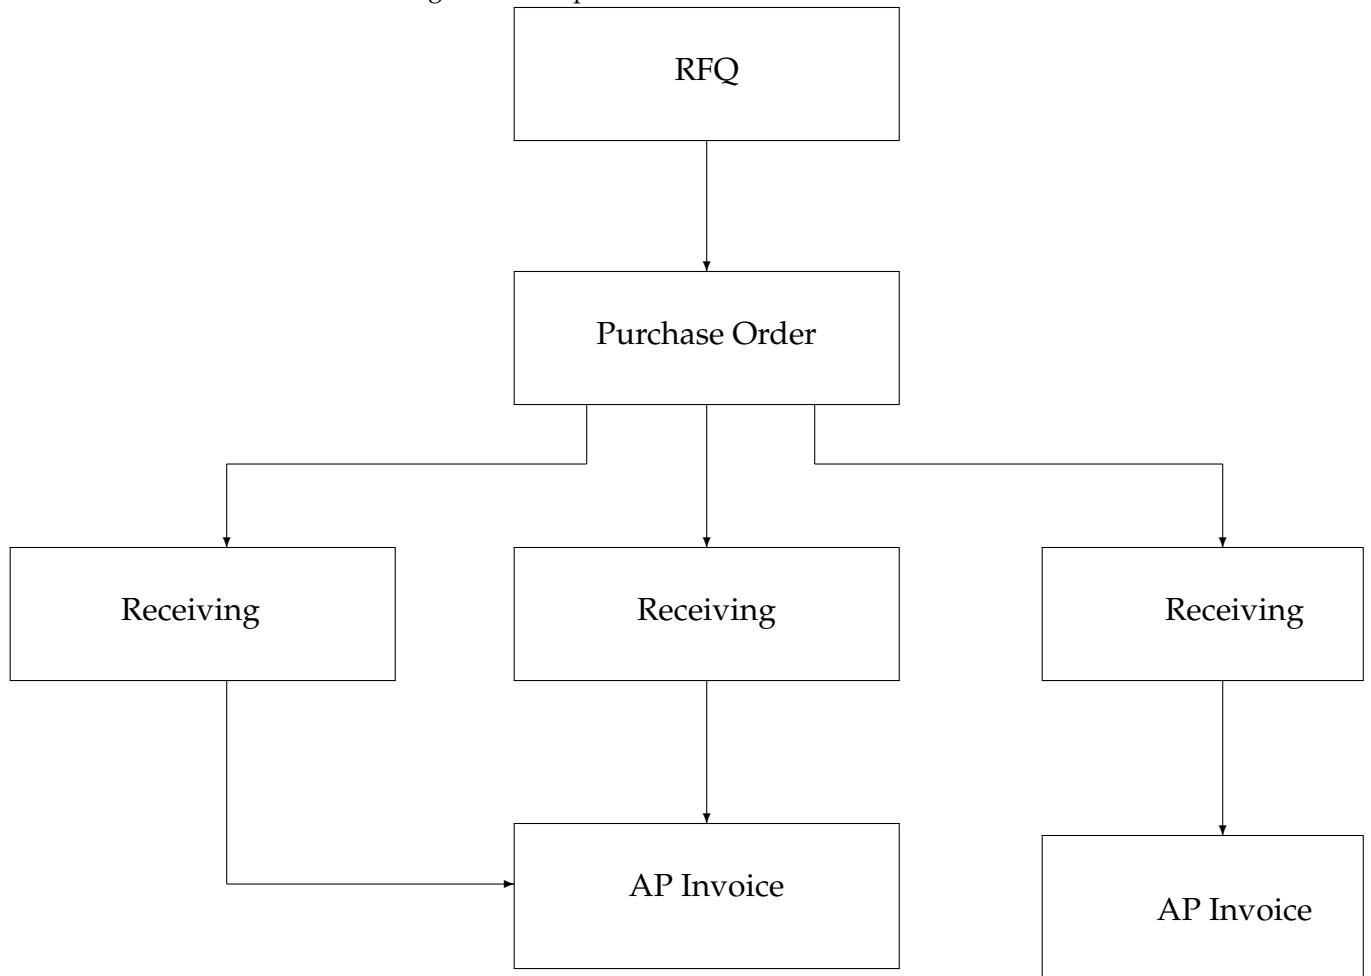 RFQ
Purchase Order
Receiving
Receiving
Receiving
AP Invoice
AP Invoice